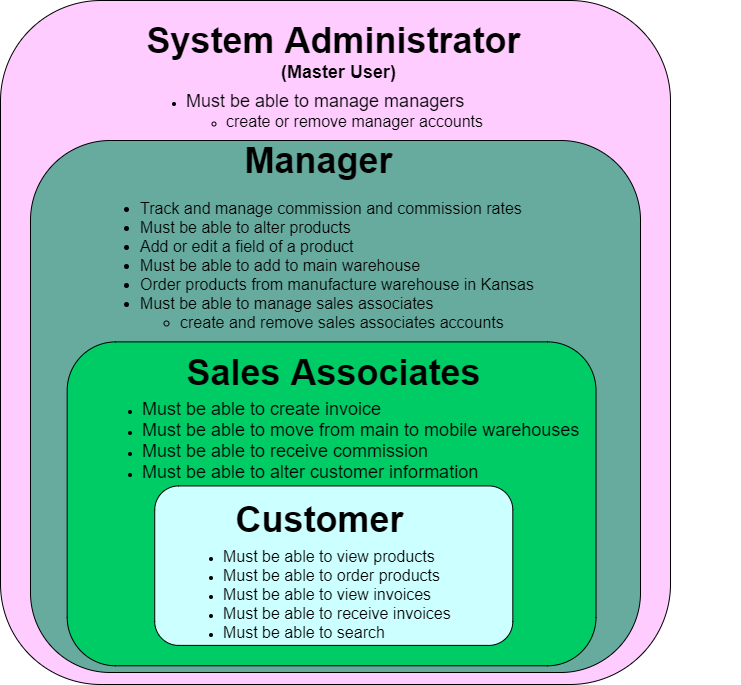 System Administrator
(Master User)
• Must be able to manage managers
◦ create or remove manager accounts
Manager
• Track and manage commission and commission rates
• Must be able to alter products
• Add or edit a field of a product
• Must be able to add to main warehouse
• Order products from manufacture warehouse in Kansas
• Must be able to manage sales associates
◦ create and remove sales associates accounts
Sales Associates
• Must be able to create invoice
• Must be able to move from main to mobile warehouses
• Must be able to receive commission
• Must be able to alter customer information
Customer
• Must be able to view products
• Must be able to order products
• Must be able to view invoices
• Must be able to receive invoices
• Must be able to search